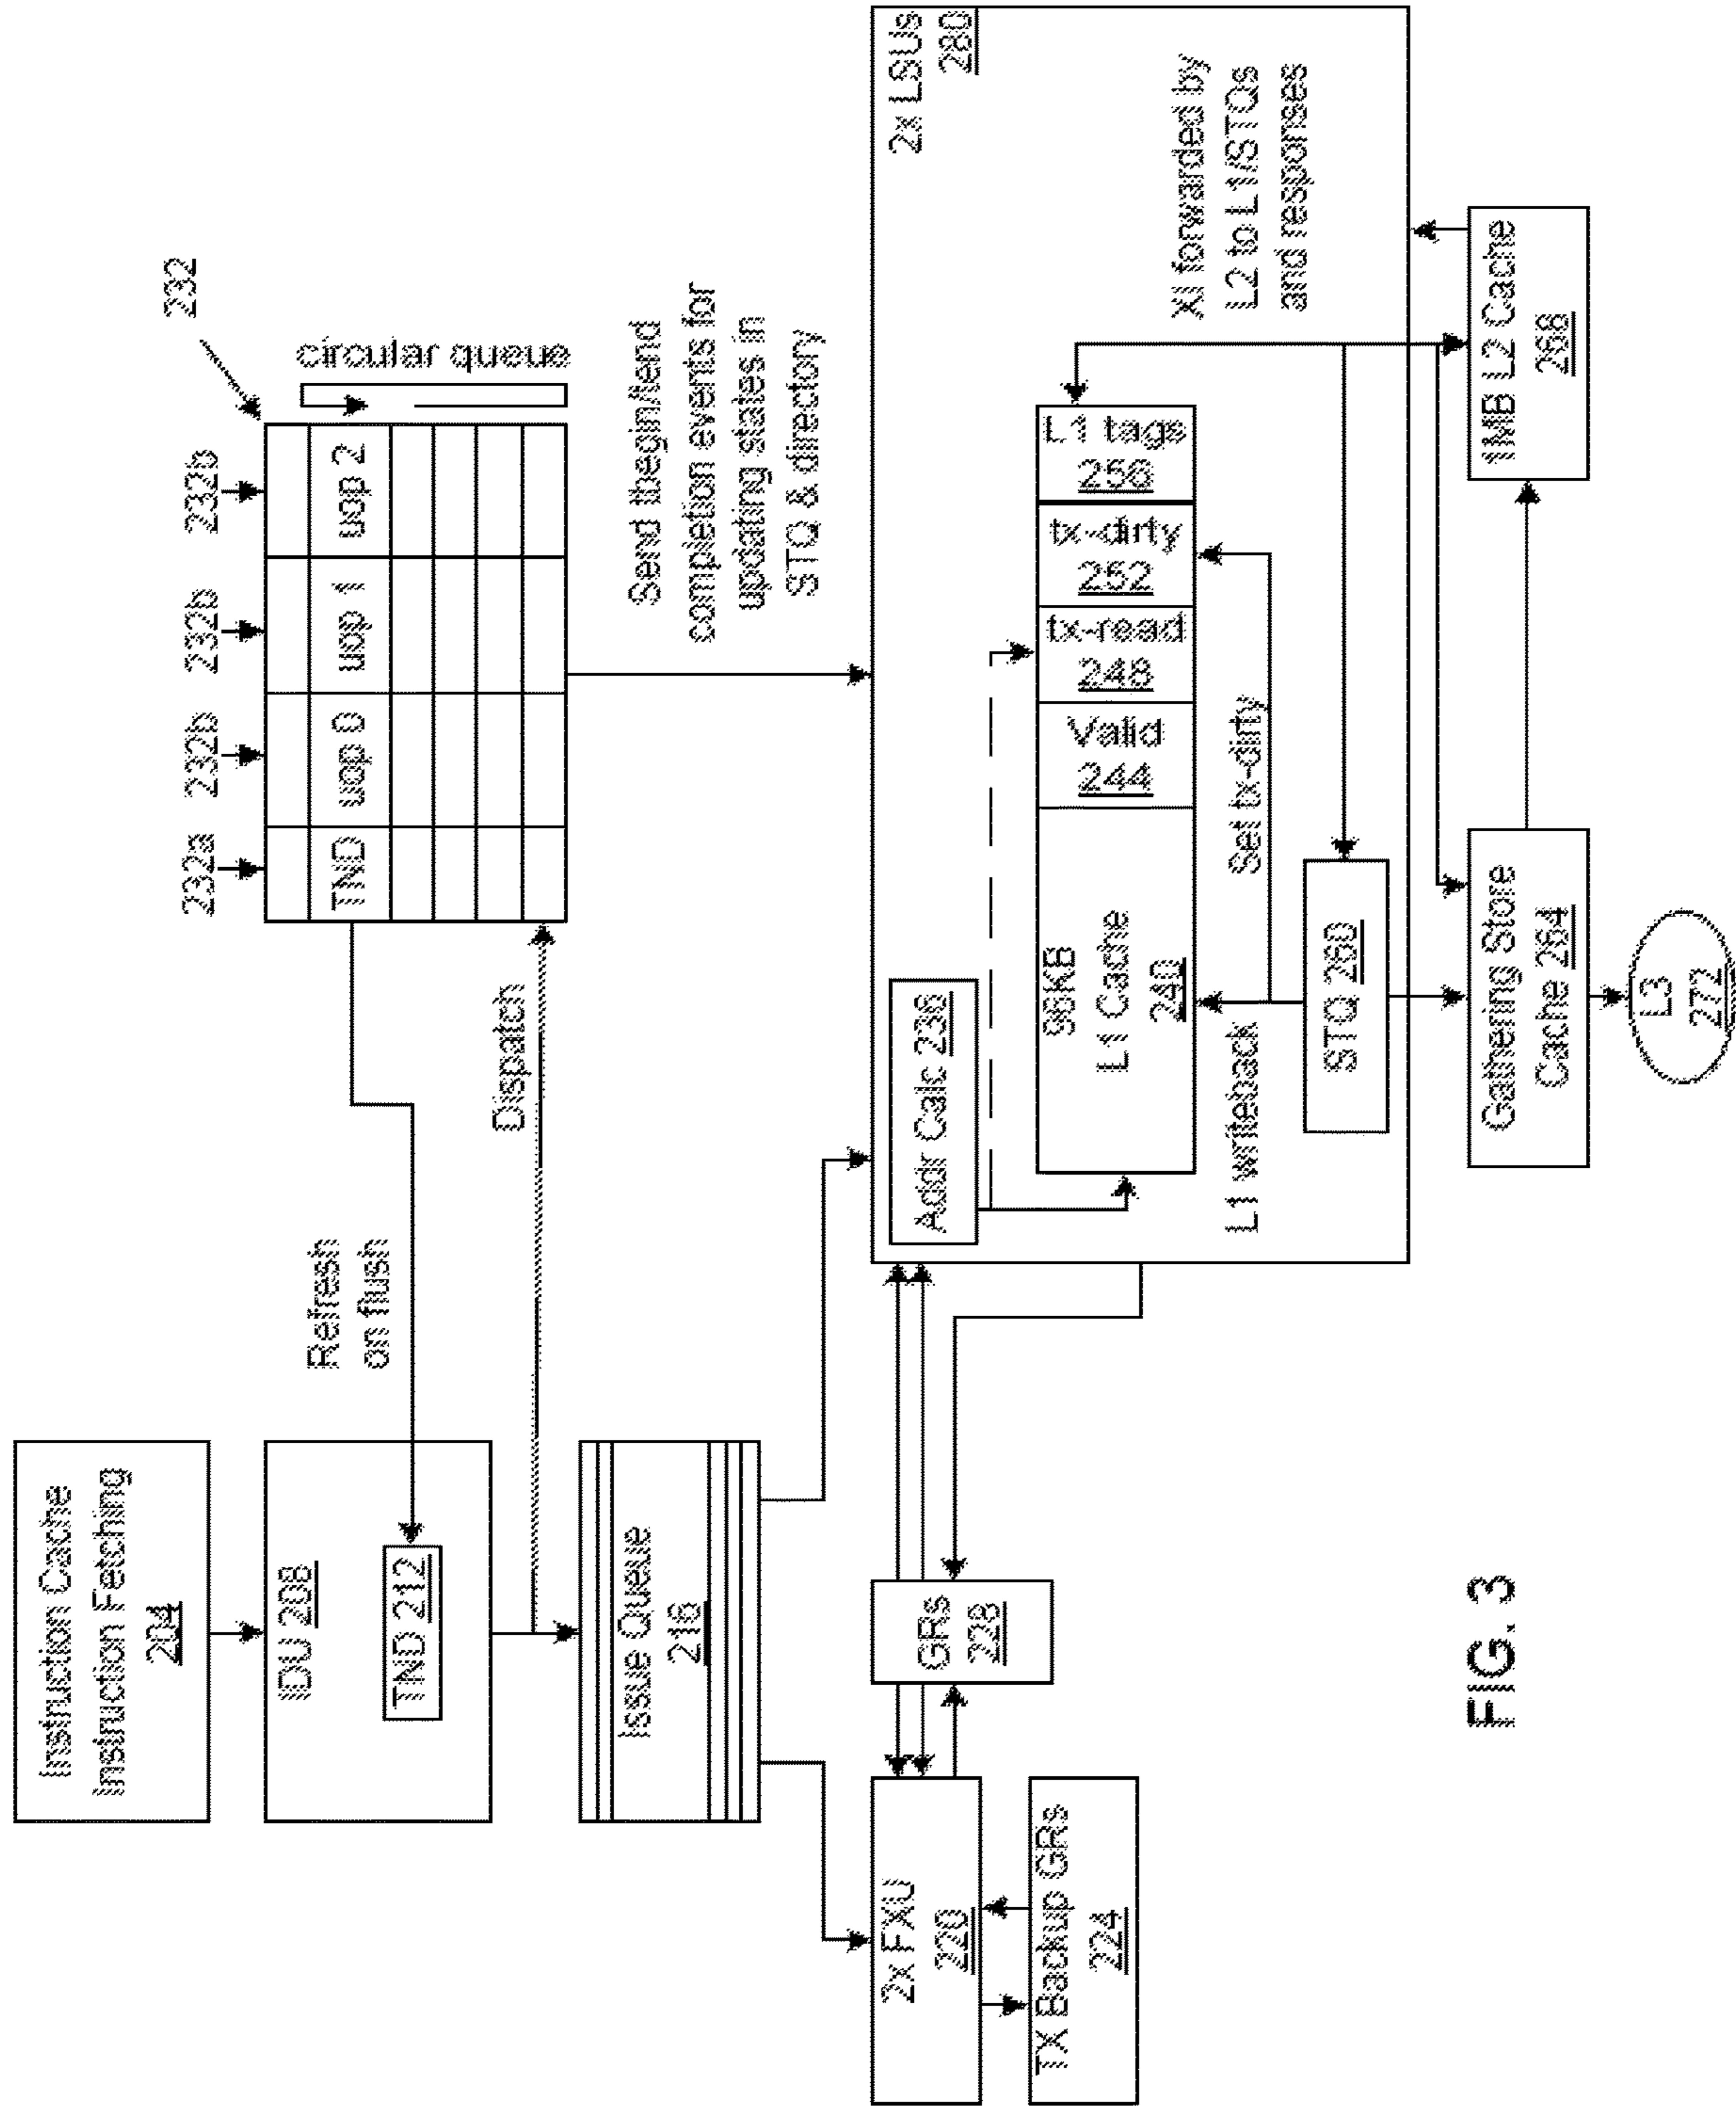 Instruction Cache
Instruction Fetching
204
IDU 208
TND 212
Refresh
on flush
Dispatch
Issue Queue
216
232a
232b
232b
232b
232
TND
uop 0
uop 1
uop 2
circular queue
Send tbegin/tend
completion events for
updating states in
STQ & directory
2x FXU
220
TX Backup GRs
224
GRs
228
2x LSUs
280
Addr Calc 236
96KB
L1 Cache
240
Valid
244
tx-read
248
tx-dirty
252
L1 tags
256
L1 writeback
Set tx-dirty
XI forwarded by
L2 to L1/STQs
and responses
STQ 260
Gathering Store
Cache 264
1MB L2 Cache
268
L3
272
FIG. 3